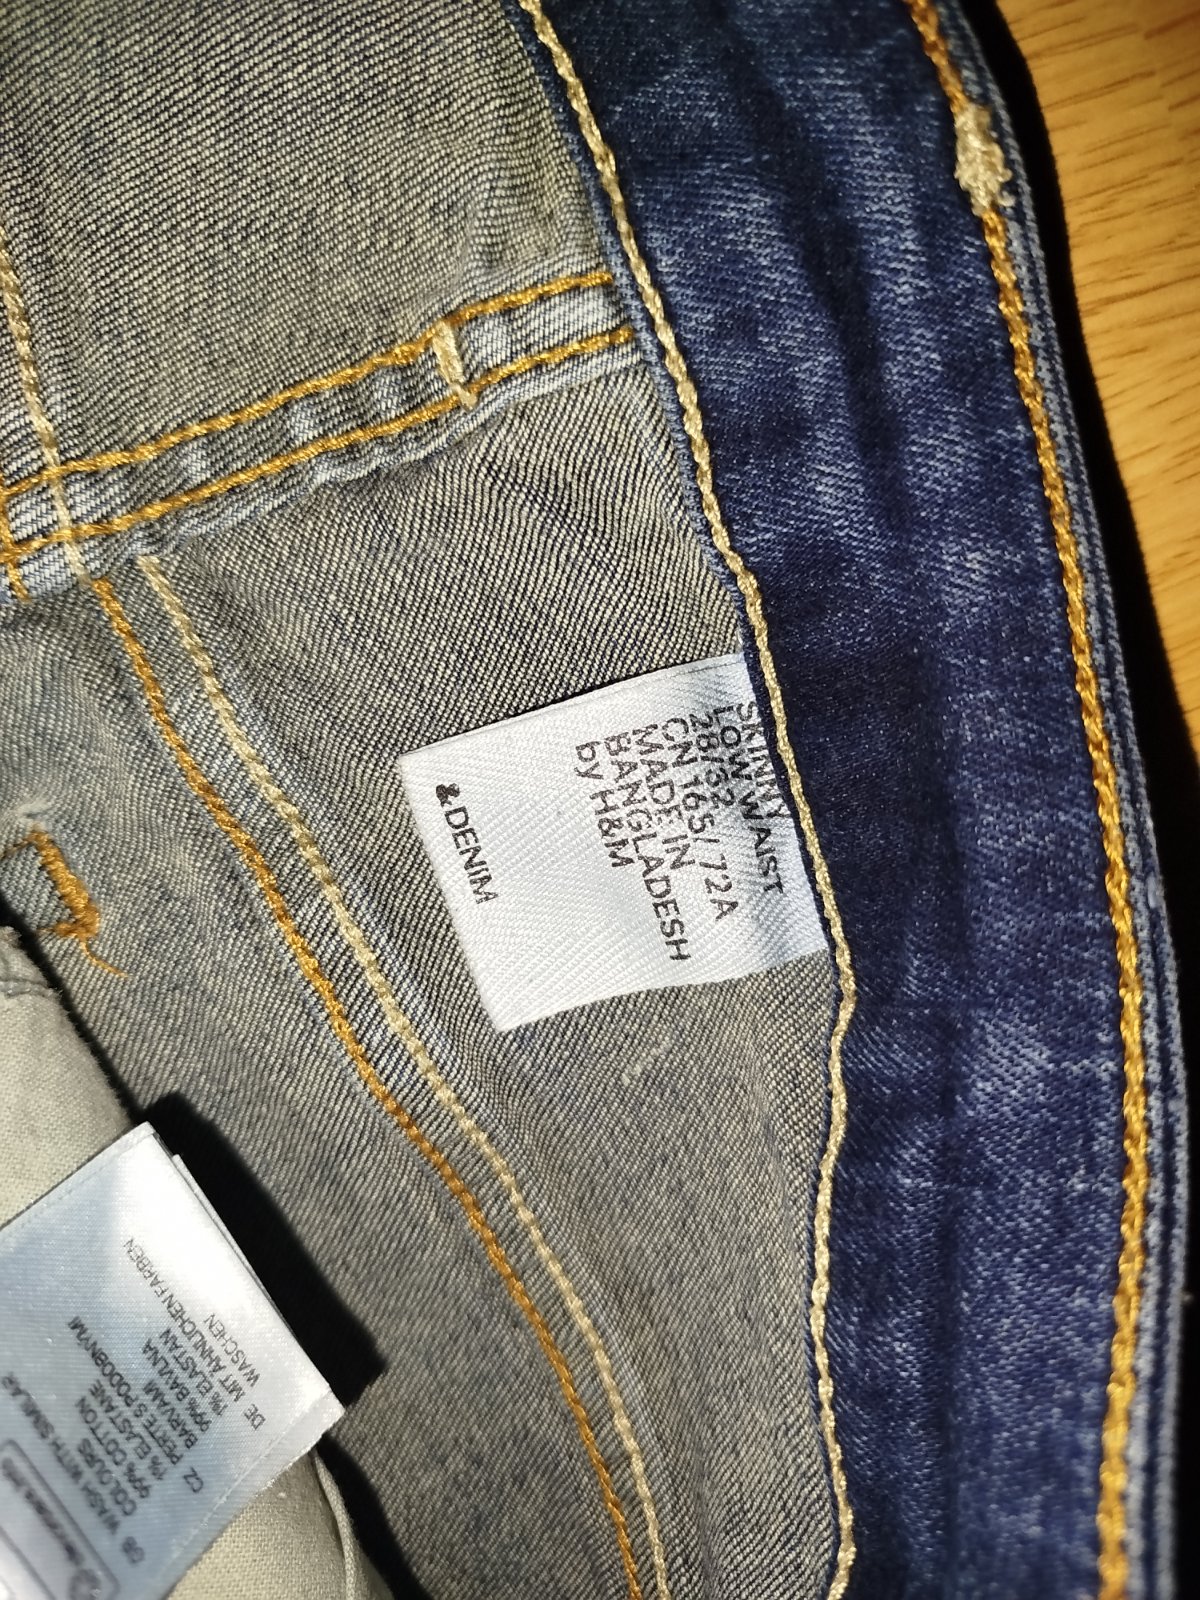 SKINNY
LOW WAIST
28/32
CN 165/72A
MADE IN
BANGLADESH
by H&M
&DENIM
GB WASH WITH SIMILAR
COLOURS
99% COTTON
1% ELASTANE
CZ PERTE S PODOBNÝMI
BARVAMI
99% BAVLNA
1% ELASTAN
DE MIT ÄHNLICHEN FARBEN
WASCHEN